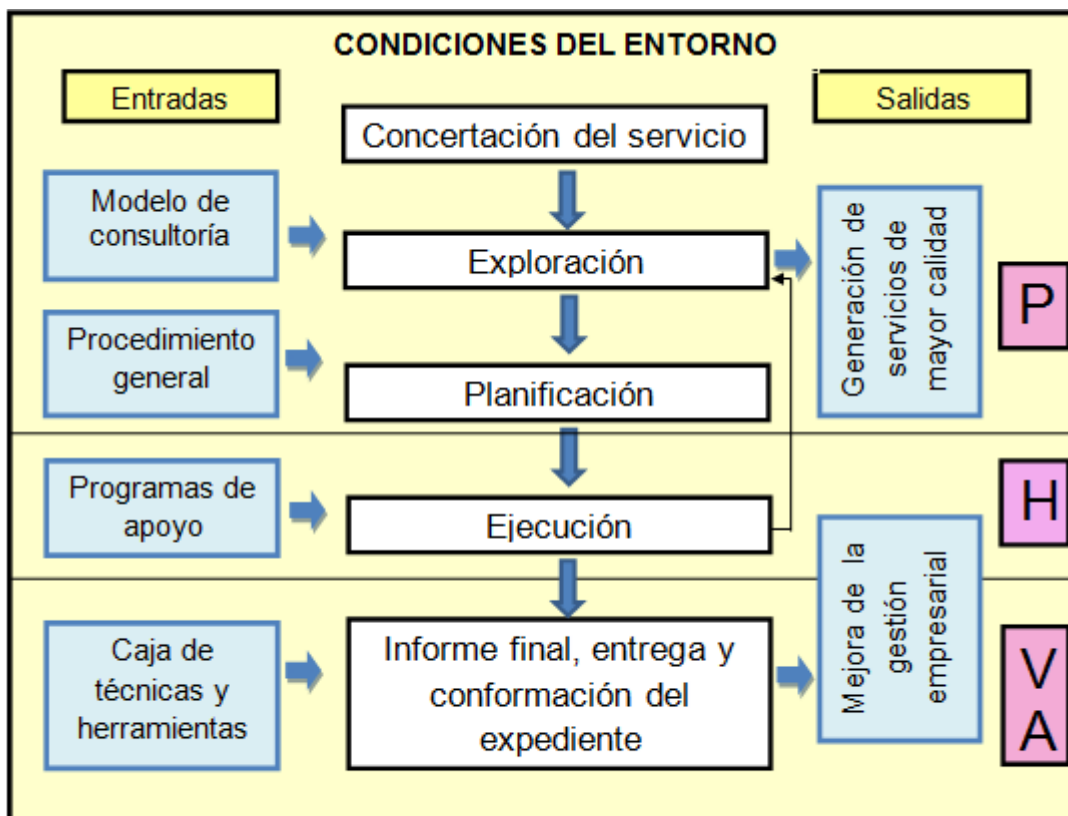 CONDICIONES DEL ENTORNO
Entradas
Salidas
Concertación del servicio
Modelo de
consultoría
Exploración
Generación de
servicios de
mayor calidad
P
Procedimiento
general
Planificación
Programas de
apoyo
Ejecución
H
Caja de
técnicas y
herramientas
Informe final, entrega y
conformación del
expediente
Mejora de la
gestión
empresarial
V
A